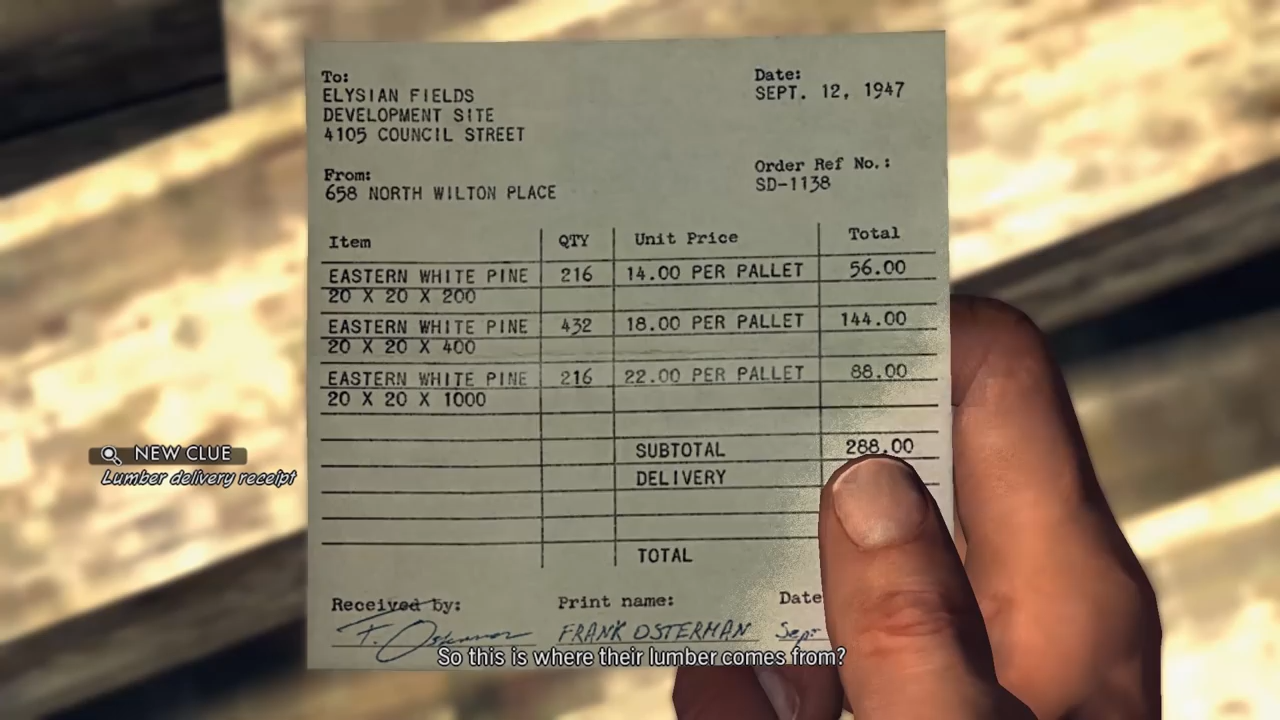 To:
ELYSIAN FIELDS
DEVELOPMENT SITE
4105 COUNCIL STREET
Date:
SEPT. 12, 1947
From:
658 NORTH WILTON PLACE
Order Ref No.:
SD-1138
Item QTY Unit Price Total
EASTERN WHITE PINE 216 14.00 PER PALLET 56.00
20 X 20 X 200
EASTERN WHITE PINE 432 18.00 PER PALLET 144.00
20 X 20 X 400
EASTERN WHITE PINE 216 22.00 PER PALLET 88.00
20 X 20 X 1000
SUBTOTAL 288.00
DELIVERY
TOTAL
Received by: Print name: Date
F. Osterman FRANK OSTERMAN Sept
NEW CLUE
Lumber delivery receipt
So this is where their lumber comes from?